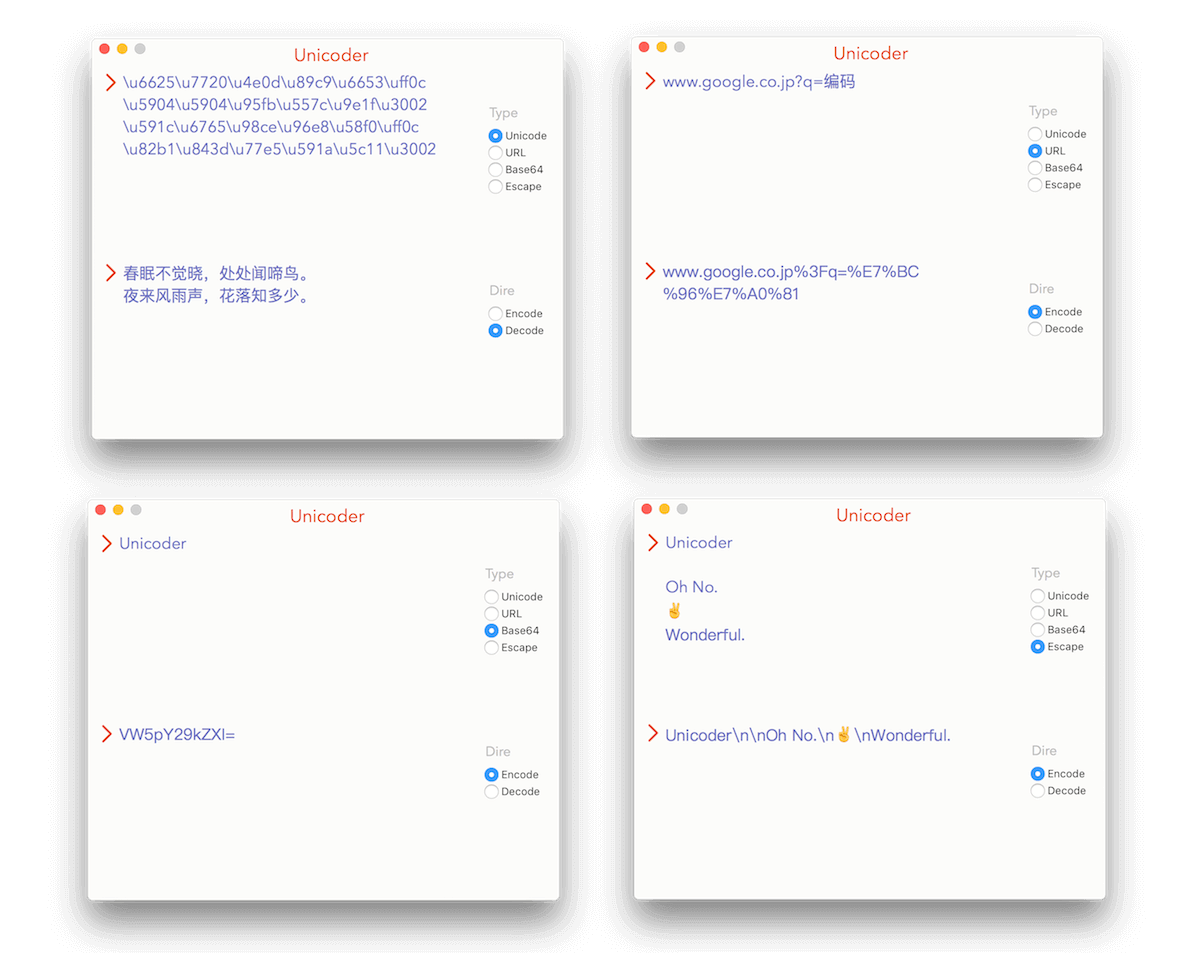 Unicoder
\u6625\u7720\u4e0d\u89c9\u6653\uff0c
\u5904\u5904\u95fb\u557c\u9e1f\u3002
\u591c\u6765\u98ce\u96e8\u58f0\uff0c
\u82b1\u843d\u77e5\u591a\u5c11\u3002
Type
Unicode
URL
Base64
Escape
春眠不觉晓，处处闻啼鸟。
夜来风雨声，花落知多少。
Dire
Encode
Decode
Unicoder
www.google.co.jp?q=编码
Type
Unicode
URL
Base64
Escape
www.google.co.jp%3Fq=%E7%BC
%96%E7%A0%81
Dire
Encode
Decode
Unicoder
Unicoder
Type
Unicode
URL
Base64
Escape
VW5pY29kZXI=
Dire
Encode
Decode
Unicoder
Unicoder
Oh No.
✌️
Wonderful.
Type
Unicode
URL
Base64
Escape
Unicoder\n\nOh No.\n✌️\nWonderful.
Dire
Encode
Decode